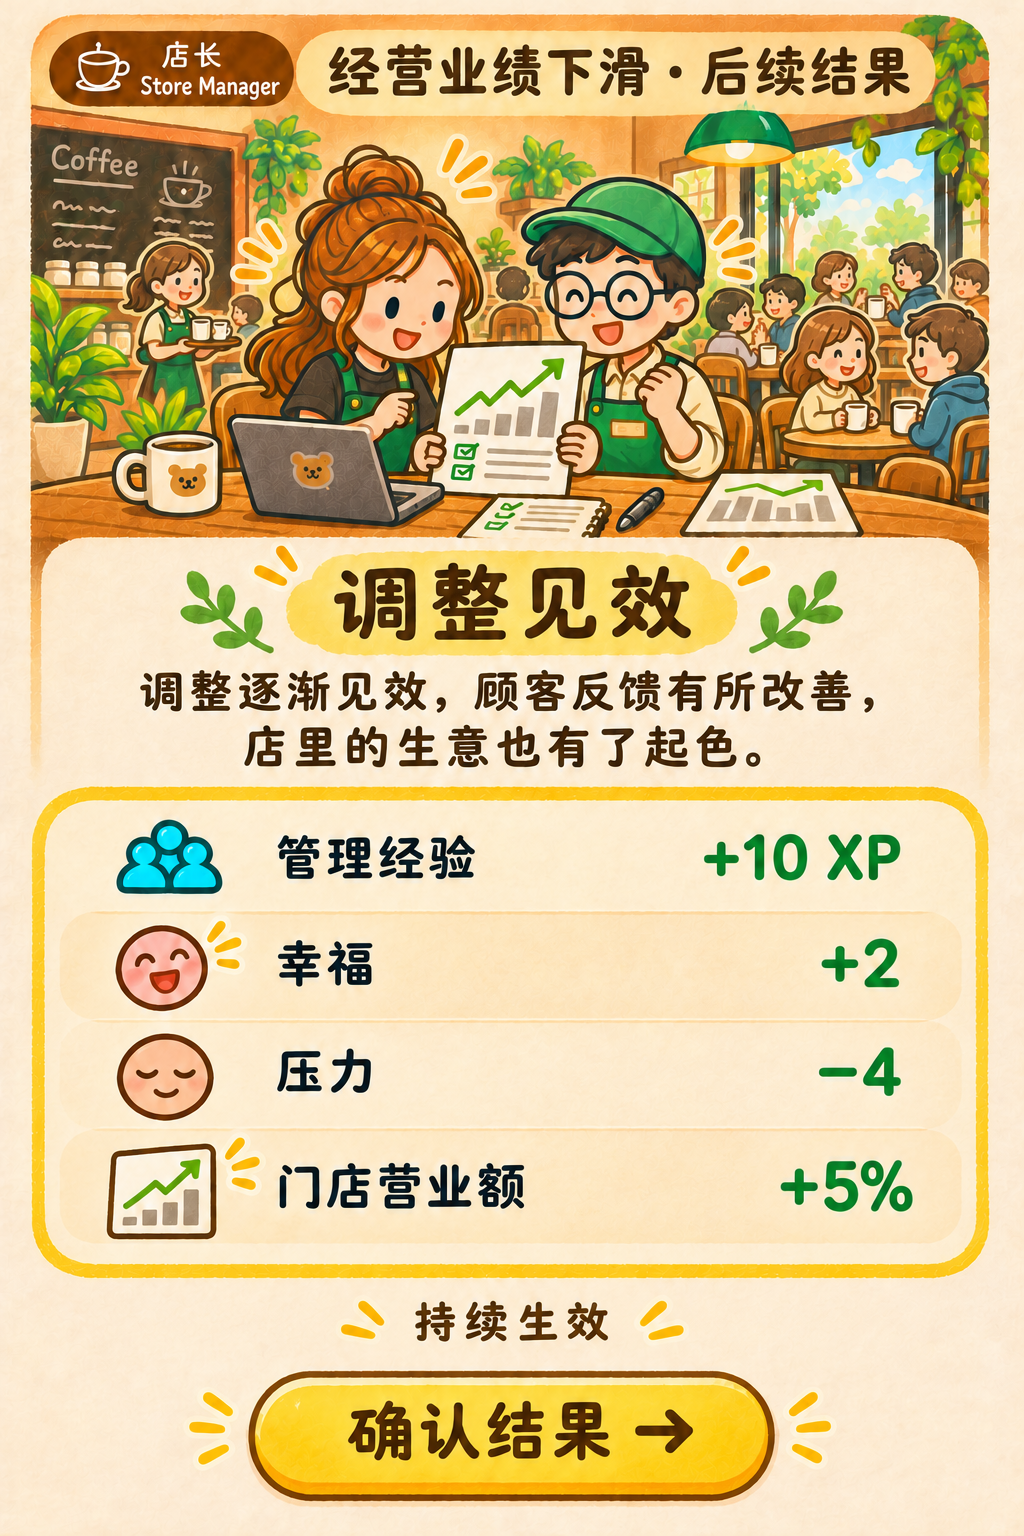 店长
Store Manager
经营业绩下滑·后续结果
Coffee
调整见效
调整逐渐见效，顾客反馈有所改善，
店里的生意也有了起色。
管理经验 +10 XP
幸福 +2
压力 −4
门店营业额 +5%
持续生效
确认结果→